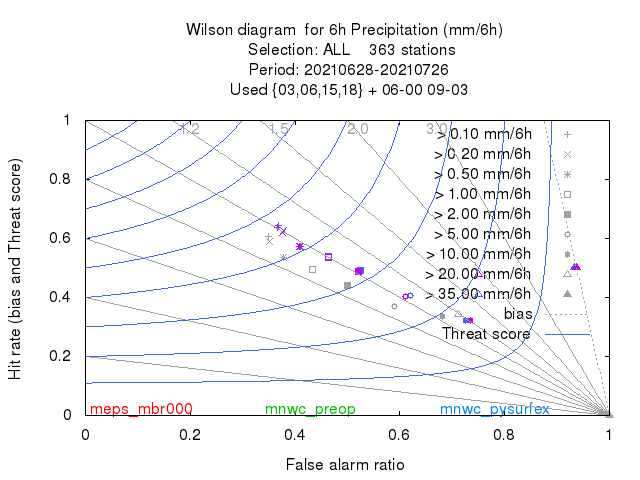 Wilson diagram  for 6h Precipitation (mm/6h)
Selection: ALL    363 stations
Period: 20210628-20210726
Used {03,06,15,18} + 06-00 09-03
Hit rate (bias and Threat score)
1
0.8
0.6
0.4
0.2
0
1.2
1.5
2.0
3.0
> 0.10 mm/6h
> 0.20 mm/6h
> 0.50 mm/6h
> 1.00 mm/6h
> 2.00 mm/6h
> 5.00 mm/6h
> 10.00 mm/6h
> 20.00 mm/6h
> 35.00 mm/6h
bias
Threat score
meps_mbr000 mnwc_preop mnwc_pysurfex
0 0.2 0.4 0.6 0.8 1
False alarm ratio